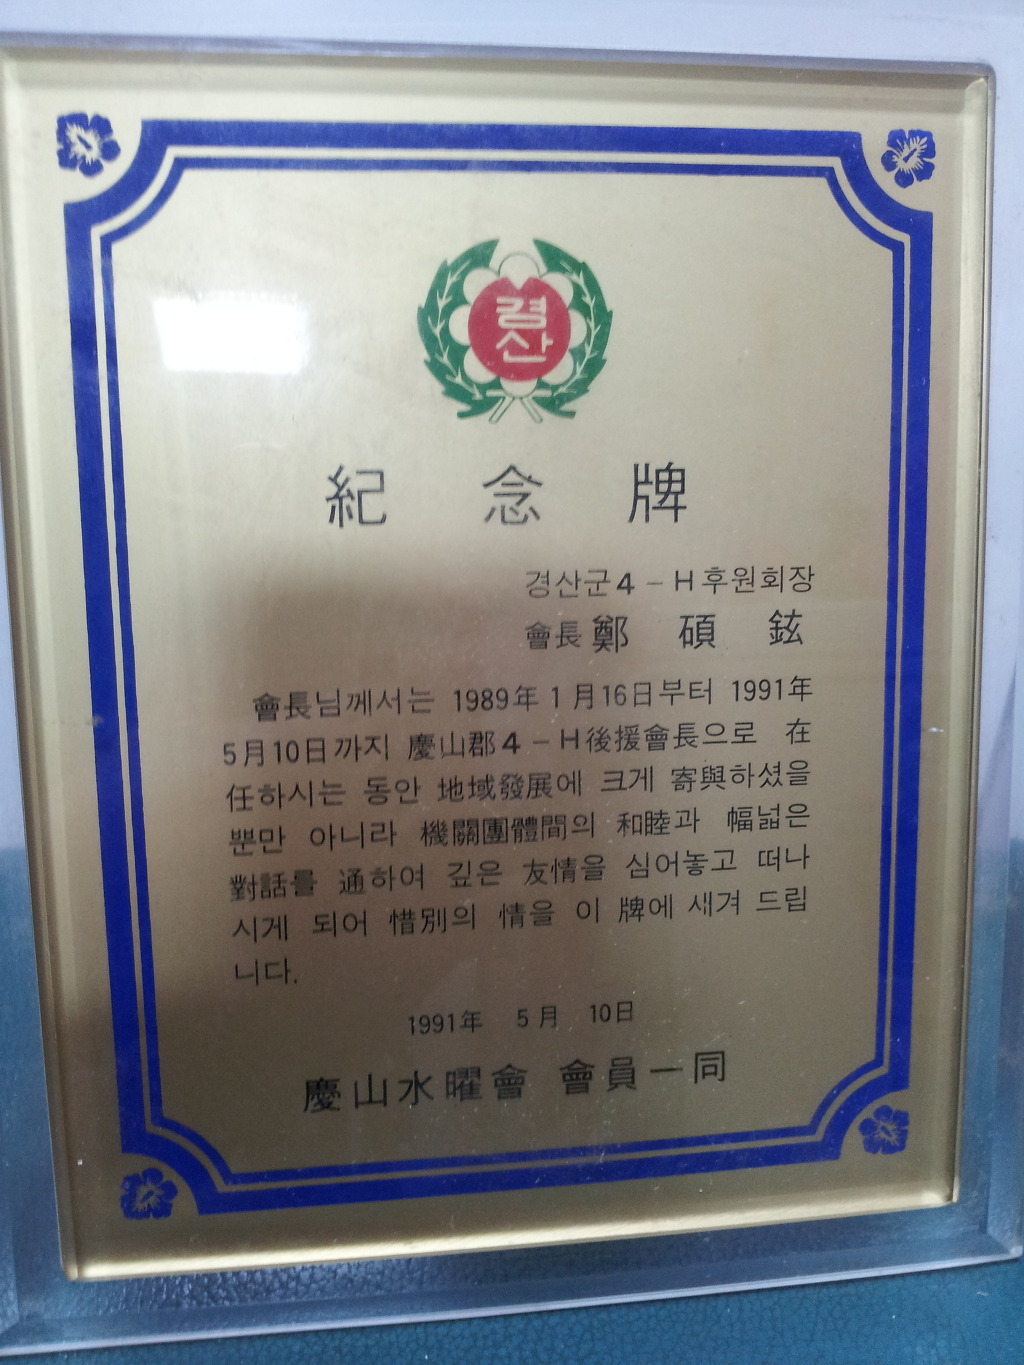 경산
紀 念 牌
경산군 4-H 후원회장
會長 鄭 碩 鉉
會長님께서는 1989年 1月16日부터 1991年
5月10日까지 慶山郡 4-H 後援會長으로 在
任하시는 동안 地域發展에 크게 寄與하셨을
뿐만 아니라 機關團體間의 和睦과 幅넓은
對話를 通하여 깊은 友情을 심어놓고 떠나
시게 되어 惜別의 情을 이 牌에 새겨 드립
니다.
1991年 5月 10日
慶山水曜會 會員一同